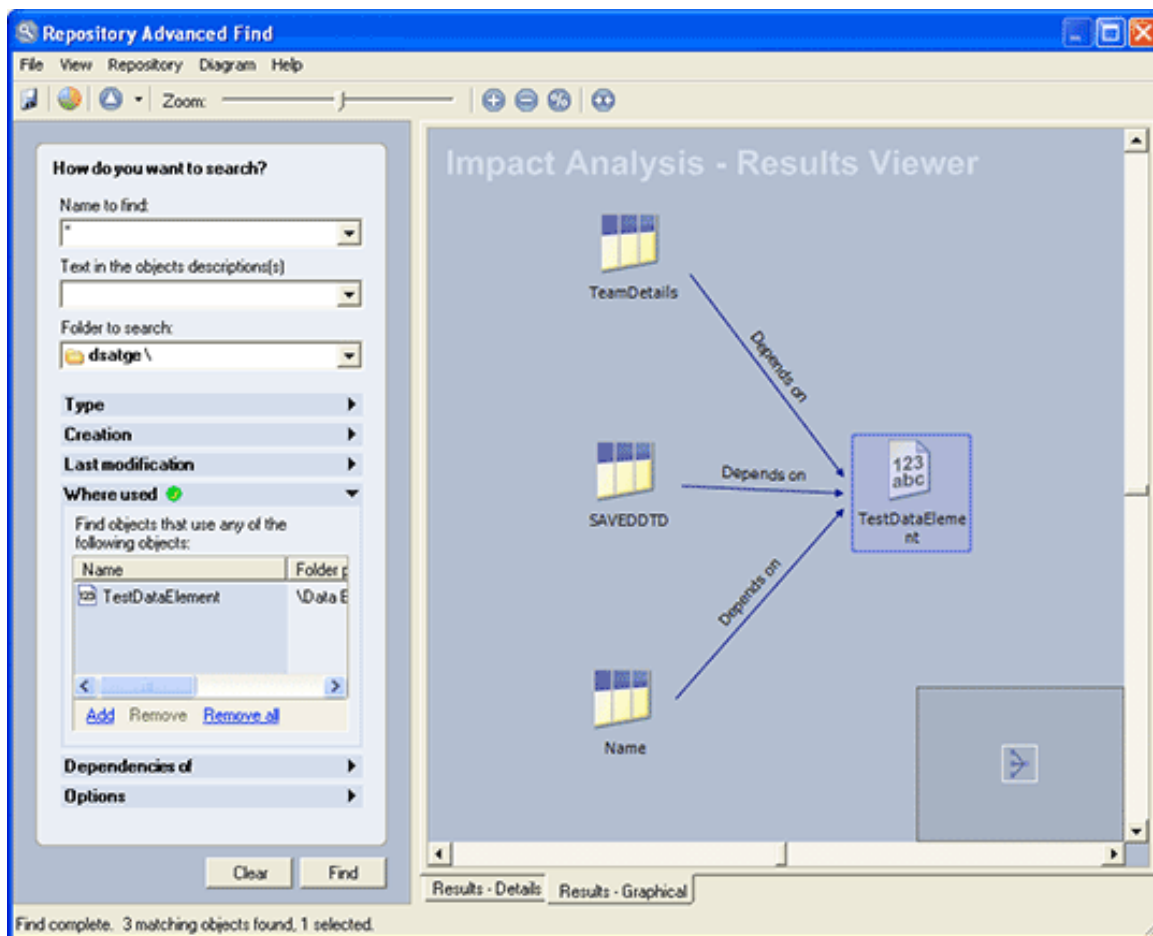 Repository Advanced Find
File View Repository Diagram Help
Zoom:
How do you want to search?
Name to find:
*
Text in the objects descriptions(s)
Folder to search:
dsatge \
Type
Creation
Last modification
Where used
Find objects that use any of the
following objects:
Name Folder p
123 TestDataElement \Data E
Add Remove Remove all
Dependencies of
Options
Clear Find
Impact Analysis - Results Viewer
TeamDetails
Depends on
SAVEDDTD
Depends on
123
abc
TestDataEleme
nt
Depends on
Name
Results - Details Results - Graphical
Find complete. 3 matching objects found, 1 selected.